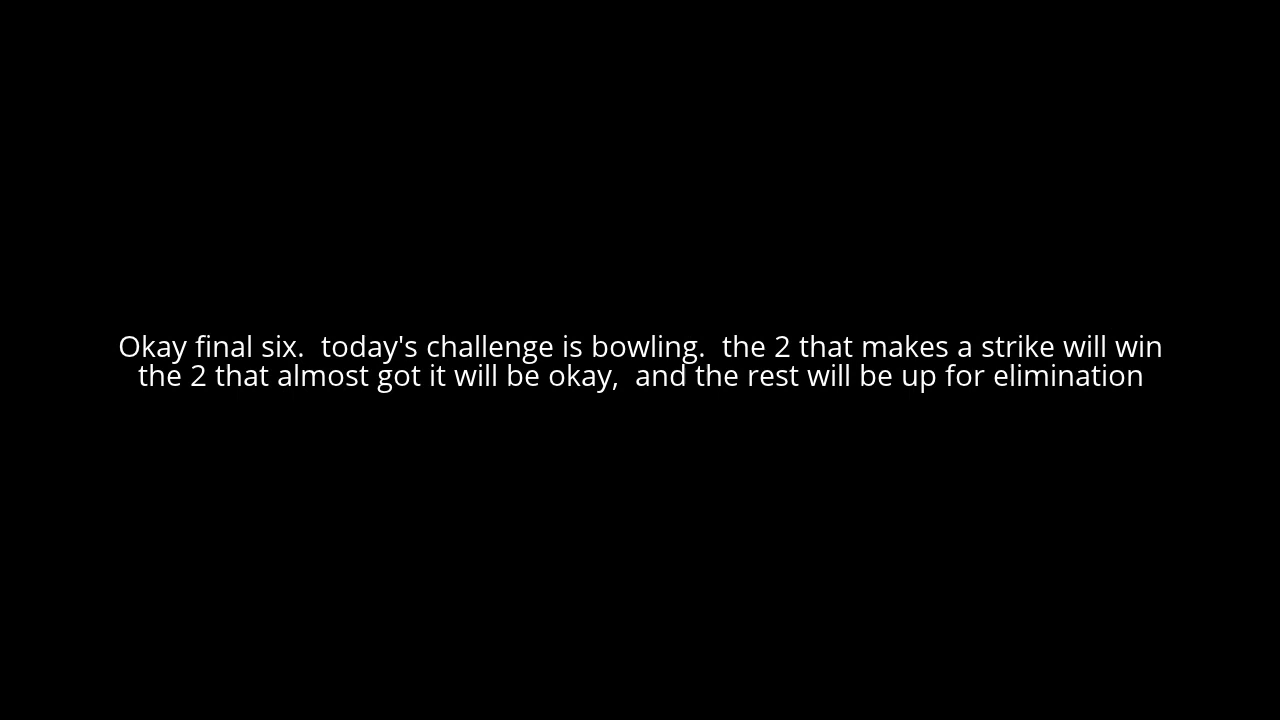 Okay final six.  today's challenge is bowling.  the 2 that makes a strike will win
the 2 that almost got it will be okay,  and the rest will be up for elimination